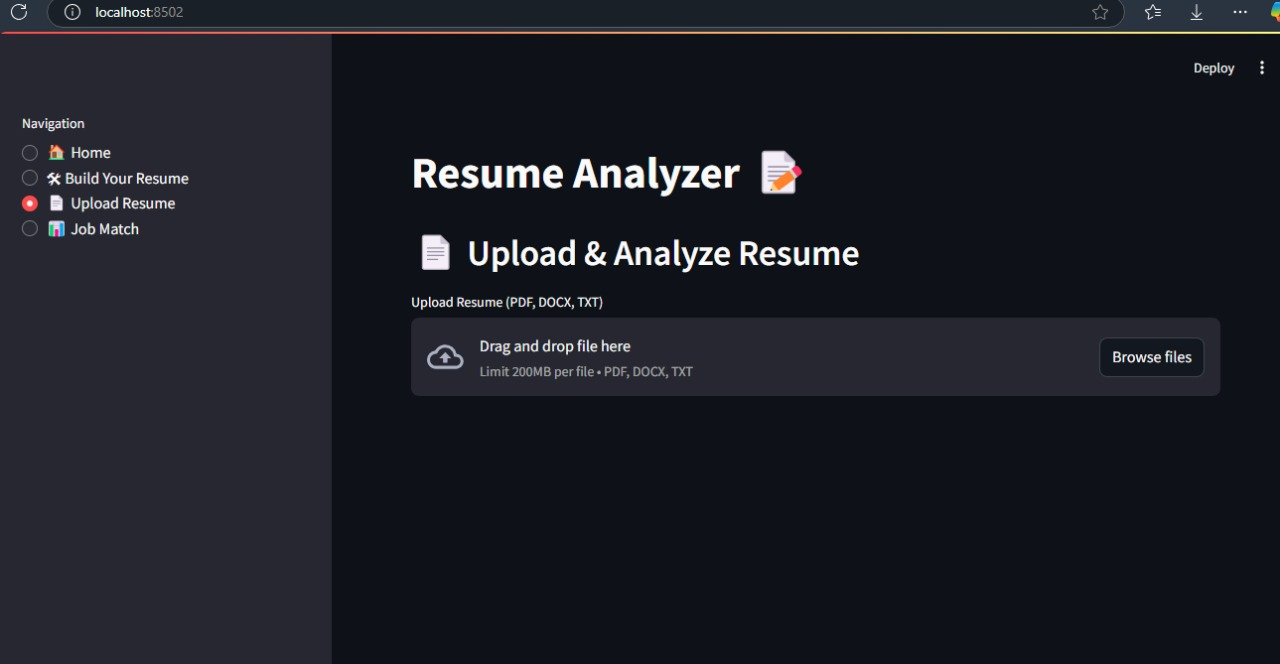 localhost:8502
Deploy
Navigation
🏠 Home
🛠 Build Your Resume
📄 Upload Resume
📊 Job Match
Resume Analyzer 📝
📄 Upload & Analyze Resume
Upload Resume (PDF, DOCX, TXT)
Drag and drop file here
Limit 200MB per file • PDF, DOCX, TXT
Browse files